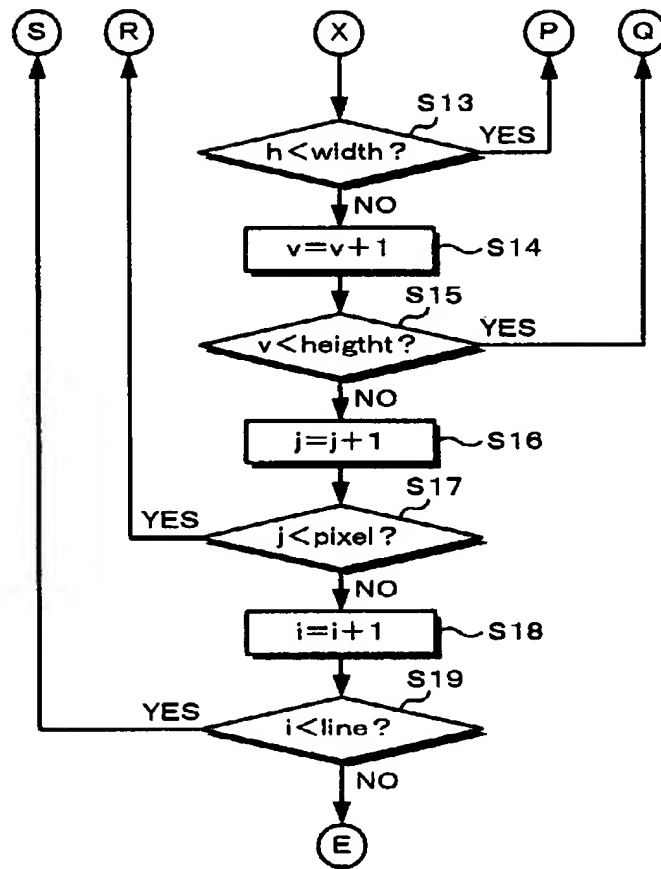 S R X P Q
S13
h<width? YES
NO
v=v+1 S14
S15
v<heigtht? YES
NO
j=j+1 S16
S17
YES j<pixel?
NO
i=i+1 S18
S19
YES i<line?
NO
E